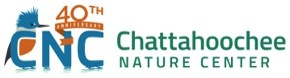 40TH
ANNIVERSARY
CNC
Chattahoochee
NATURE CENTER